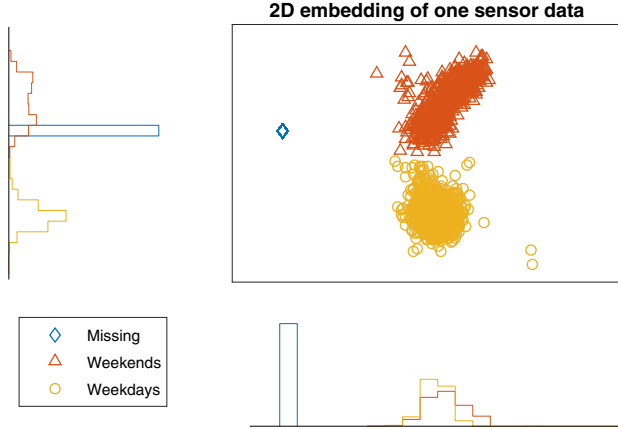 2D embedding of one sensor data
Missing
Weekends
Weekdays